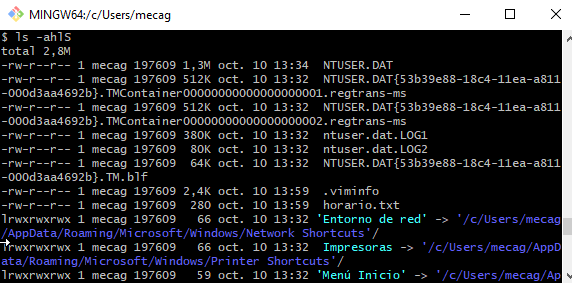 MINGW64:/c/Users/mecag
$ ls -ahlS
total 2,8M
-rw-r--r-- 1 mecag 197609 1,3M oct. 10 13:34  NTUSER.DAT
-rw-r--r-- 1 mecag 197609 512K oct. 10 13:32  NTUSER.DAT{53b39e88-18c4-11ea-a811
-000d3aa4692b}.TMContainer00000000000000000001.regtrans-ms
-rw-r--r-- 1 mecag 197609 512K oct. 10 13:32  NTUSER.DAT{53b39e88-18c4-11ea-a811
-000d3aa4692b}.TMContainer00000000000000000002.regtrans-ms
-rw-r--r-- 1 mecag 197609 380K oct. 10 13:32  ntuser.dat.LOG1
-rw-r--r-- 1 mecag 197609  80K oct. 10 13:32  ntuser.dat.LOG2
-rw-r--r-- 1 mecag 197609  64K oct. 10 13:32  NTUSER.DAT{53b39e88-18c4-11ea-a811
-000d3aa4692b}.TM.blf
-rw-r--r-- 1 mecag 197609 2,4K oct. 10 13:59  .viminfo
-rw-r--r-- 1 mecag 197609  280 oct. 10 13:59  horario.txt
lrwxrwxrwx 1 mecag 197609   66 oct. 10 13:32 'Entorno de red' -> '/c/Users/mecag
/AppData/Roaming/Microsoft/Windows/Network Shortcuts'/
lrwxrwxrwx 1 mecag 197609   66 oct. 10 13:32  Impresoras -> '/c/Users/mecag/AppD
ata/Roaming/Microsoft/Windows/Printer Shortcuts'/
lrwxrwxrwx 1 mecag 197609   59 oct. 10 13:32 'Menú Inicio' -> '/c/Users/mecag/Ap